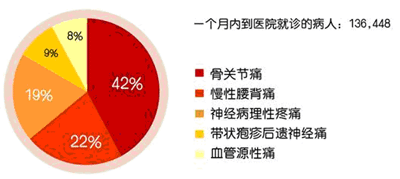 一个月内到医院就诊的病人：136,448
8%
9%
42%
19%
22%
骨关节痛
慢性腰背痛
神经病理性疼痛
带状疱疹后遗神经痛
血管源性痛